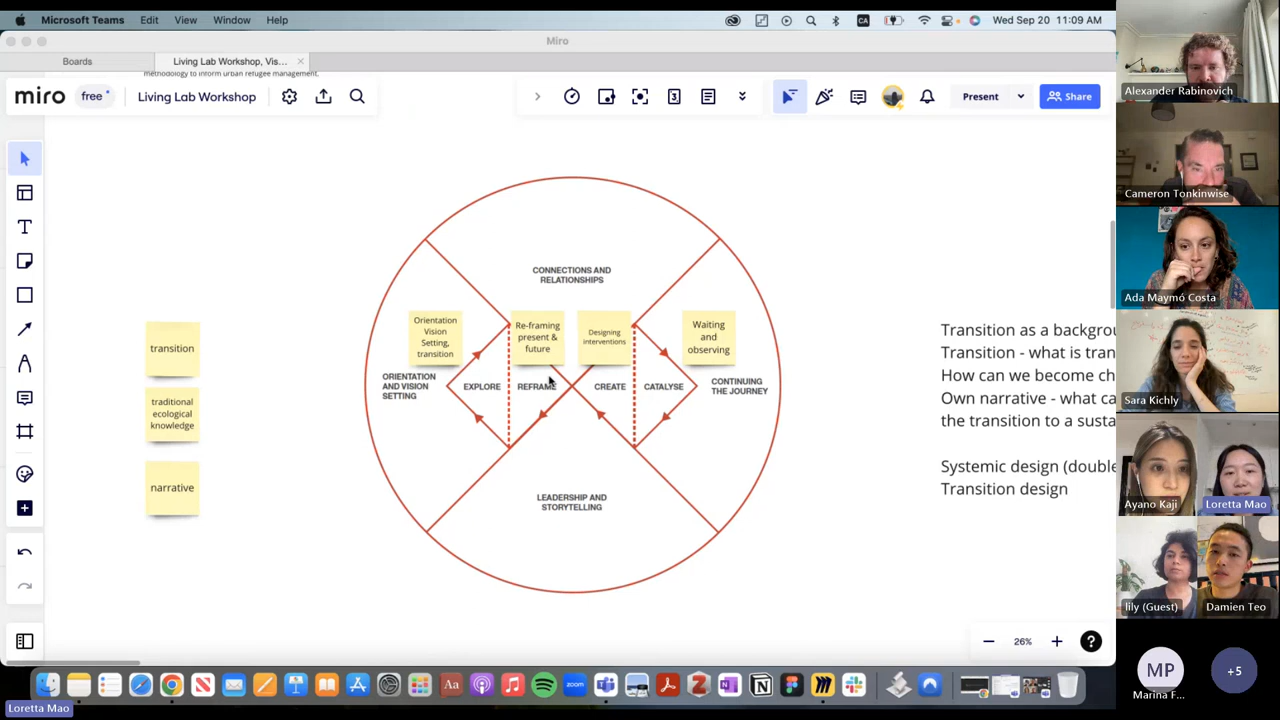 Microsoft Teams Edit View Window Help
CA
Wed Sep 20 11:09 AM
Miro
Boards
Living Lab Workshop, Vis...
methodology to inform urban refugee management.
miro free
Living Lab Workshop
3
Present
Share
CONNECTIONS AND
RELATIONSHIPS
Orientation
Vision
Setting,
transition
Re-framing
present &
future
Designing
interventions
Waiting
and
observing
ORIENTATION
AND VISION
SETTING
EXPLORE
REFRAME
CREATE
CATALYSE
CONTINUING
THE JOURNEY
LEADERSHIP AND
STORYTELLING
transition
traditional
ecological
knowledge
narrative
Transition as a backgrou
Transition - what is tran
How can we become ch
Own narrative - what ca
the transition to a susta
Systemic design (double
Transition design
26%
?
T
Aa
zoom
Loretta Mao
Alexander Rabinovich
Cameron Tonkinwise
Ada Maymó Costa
Sara Kichly
Ayano Kaji
Loretta Mao
lily (Guest)
Damien Teo
MP
Marina F...
+5